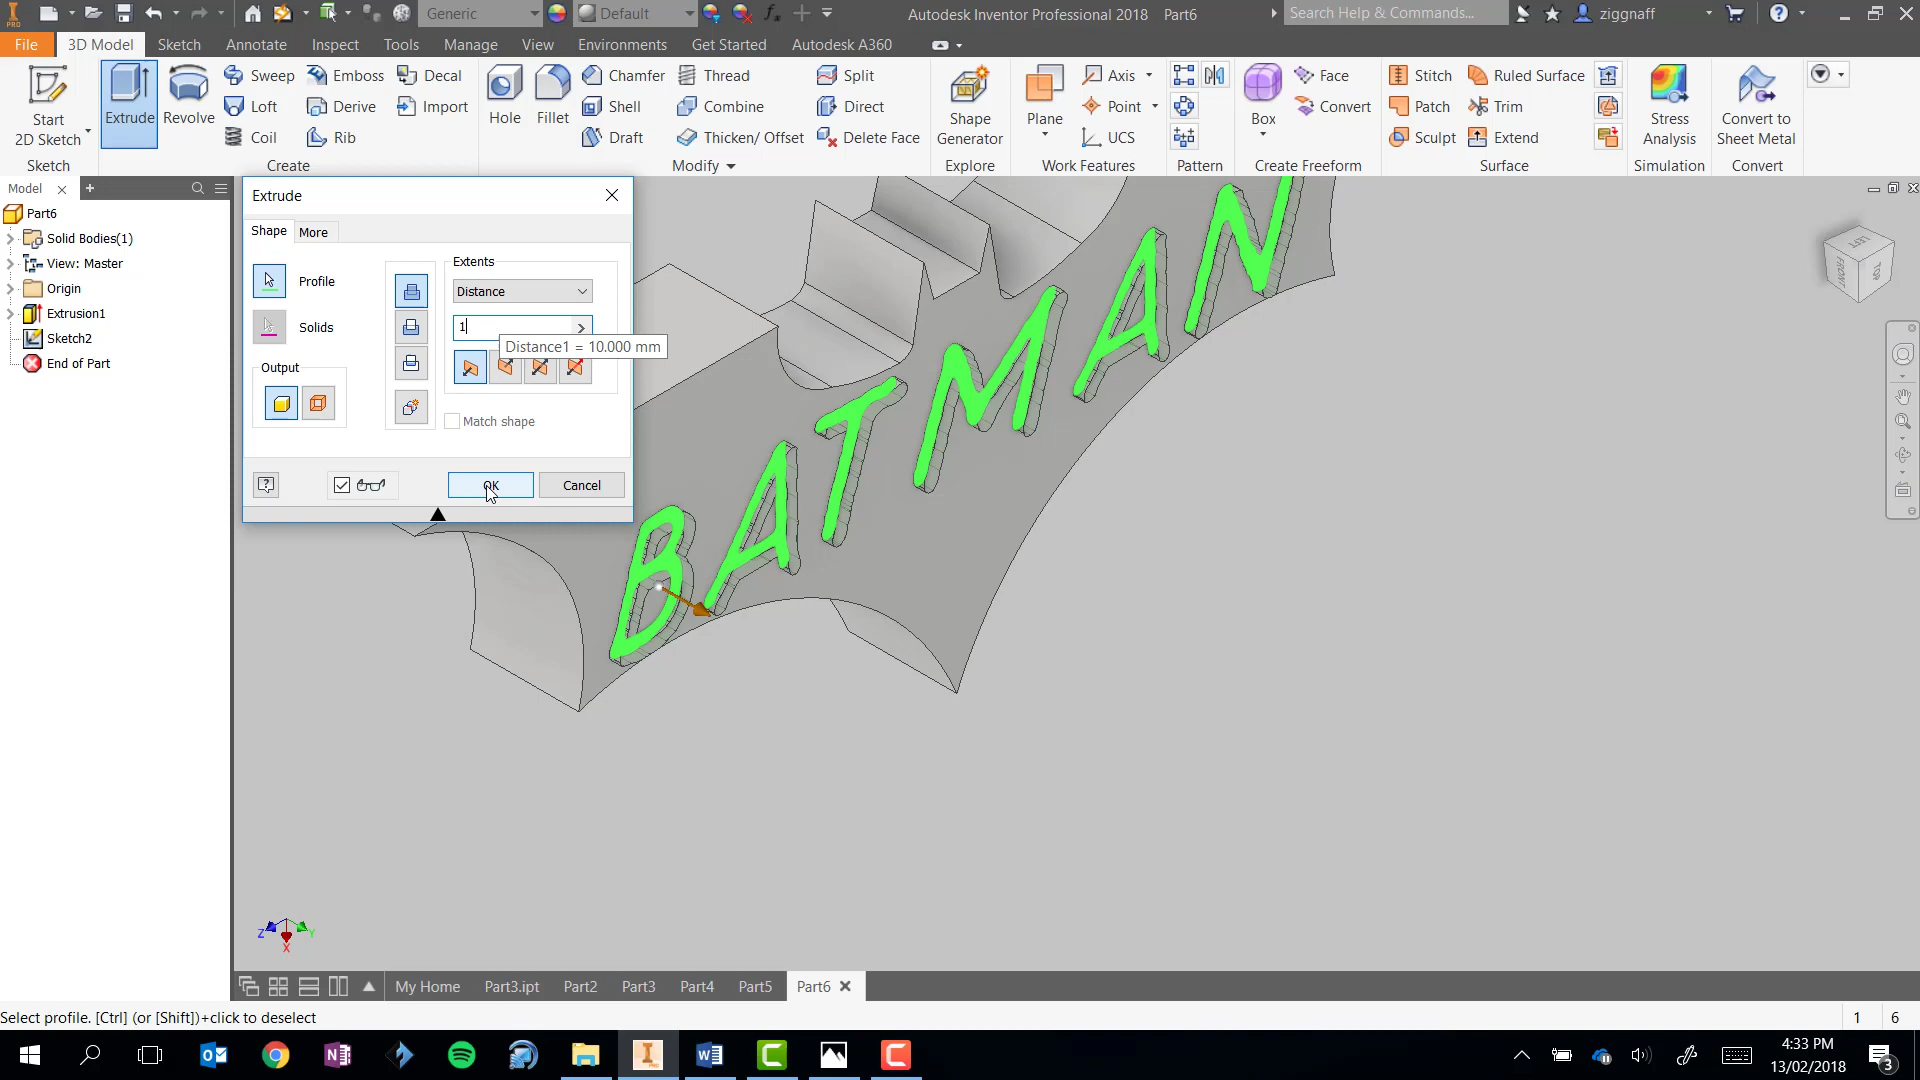 PRO
Generic
Default
Autodesk Inventor Professional 2018 Part6
Search Help & Commands...
ziggnaff
File
3D Model
Sketch
Annotate
Inspect
Tools
Manage
View
Environments
Get Started
Autodesk A360
Start
2D Sketch
Sketch
Extrude
Revolve
Sweep
Emboss
Decal
Loft
Derive
Import
Coil
Rib
Create
Hole
Fillet
Chamfer
Thread
Split
Shell
Combine
Direct
Draft
Thicken/ Offset
Delete Face
Modify
Shape
Generator
Explore
Plane
Axis
Point
UCS
Work Features
Pattern
Box
Face
Convert
Create Freeform
Stitch
Ruled Surface
Patch
Trim
Sculpt
Extend
Surface
Stress
Analysis
Simulation
Convert to
Sheet Metal
Convert
Model
Part6
Solid Bodies(1)
View: Master
Origin
Extrusion1
Sketch2
End of Part
Extrude
Shape
More
Profile
Solids
Output
Extents
Distance
1
Distance1 = 10.000 mm
Match shape
OK
Cancel
BATMAN
LEFT
FRONT
TOP
Z
Y
X
My Home
Part3.ipt
Part2
Part3
Part4
Part5
Part6
Select profile. [Ctrl] (or [Shift])+click to deselect
1
6
4:33 PM
13/02/2018
3